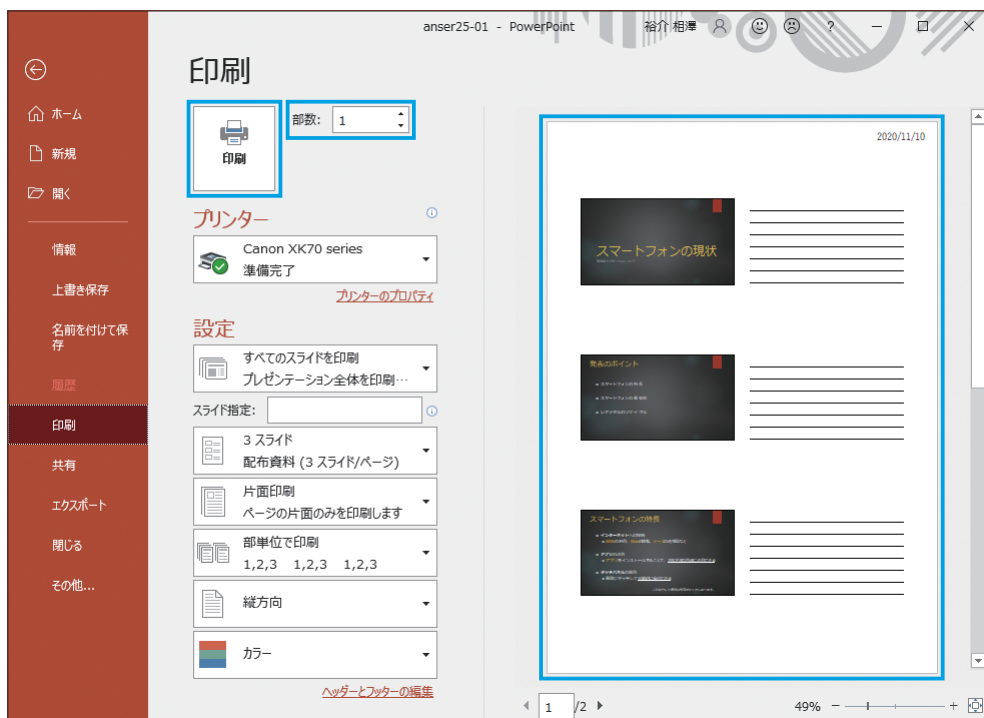 anser25-01 - PowerPoint
裕介 相澤
?
ホーム
新規
開く
情報
上書き保存
名前を付けて保
存
履歴
印刷
共有
エクスポート
閉じる
その他...
印刷
印刷
部数: 1
プリンター
Canon XK70 series
準備完了
プリンターのプロパティ
設定
すべてのスライドを印刷
プレゼンテーション全体を印刷…
スライド指定:
3 スライド
配布資料 (3 スライド/ページ)
片面印刷
ページの片面のみを印刷します
部単位で印刷
1,2,3 1,2,3 1,2,3
縦方向
カラー
ヘッダーとフッターの編集
2020/11/10
スマートフォンの現状
発表のポイント
スマートフォンの特長
1 /2
49%